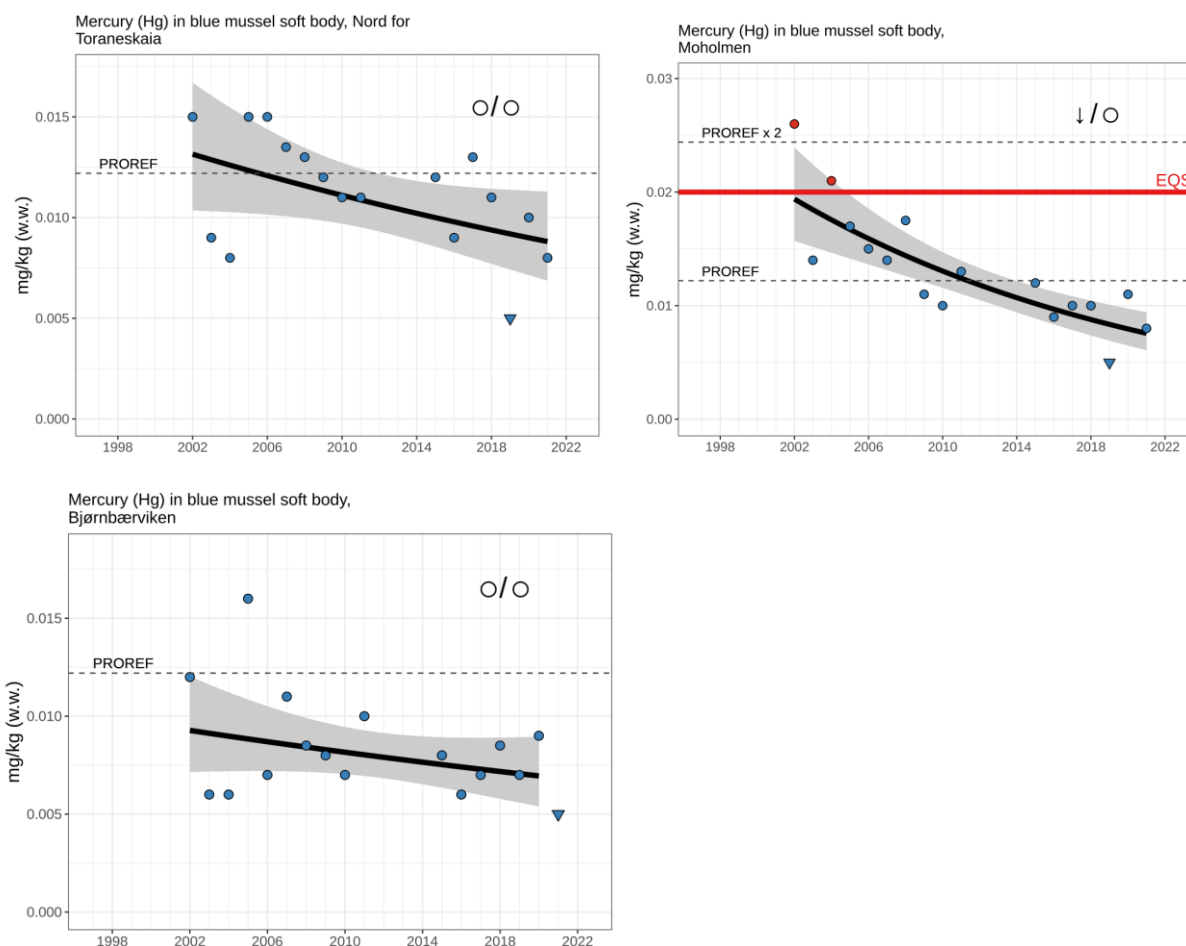 Mercury (Hg) in blue mussel soft body, Nord for
Toraneskaia
mg/kg (w.w.)
0.015
0.010
0.005
0.000
PROREF
○/○
1998 2002 2006 2010 2014 2018 2022
Mercury (Hg) in blue mussel soft body,
Moholmen
mg/kg (w.w.)
0.03
0.02
0.01
0.00
PROREF x 2
EQS
PROREF
↓/○
1998 2002 2006 2010 2014 2018 2022
Mercury (Hg) in blue mussel soft body,
Bjørnbærviken
mg/kg (w.w.)
0.015
0.010
0.005
0.000
PROREF
○/○
1998 2002 2006 2010 2014 2018 2022